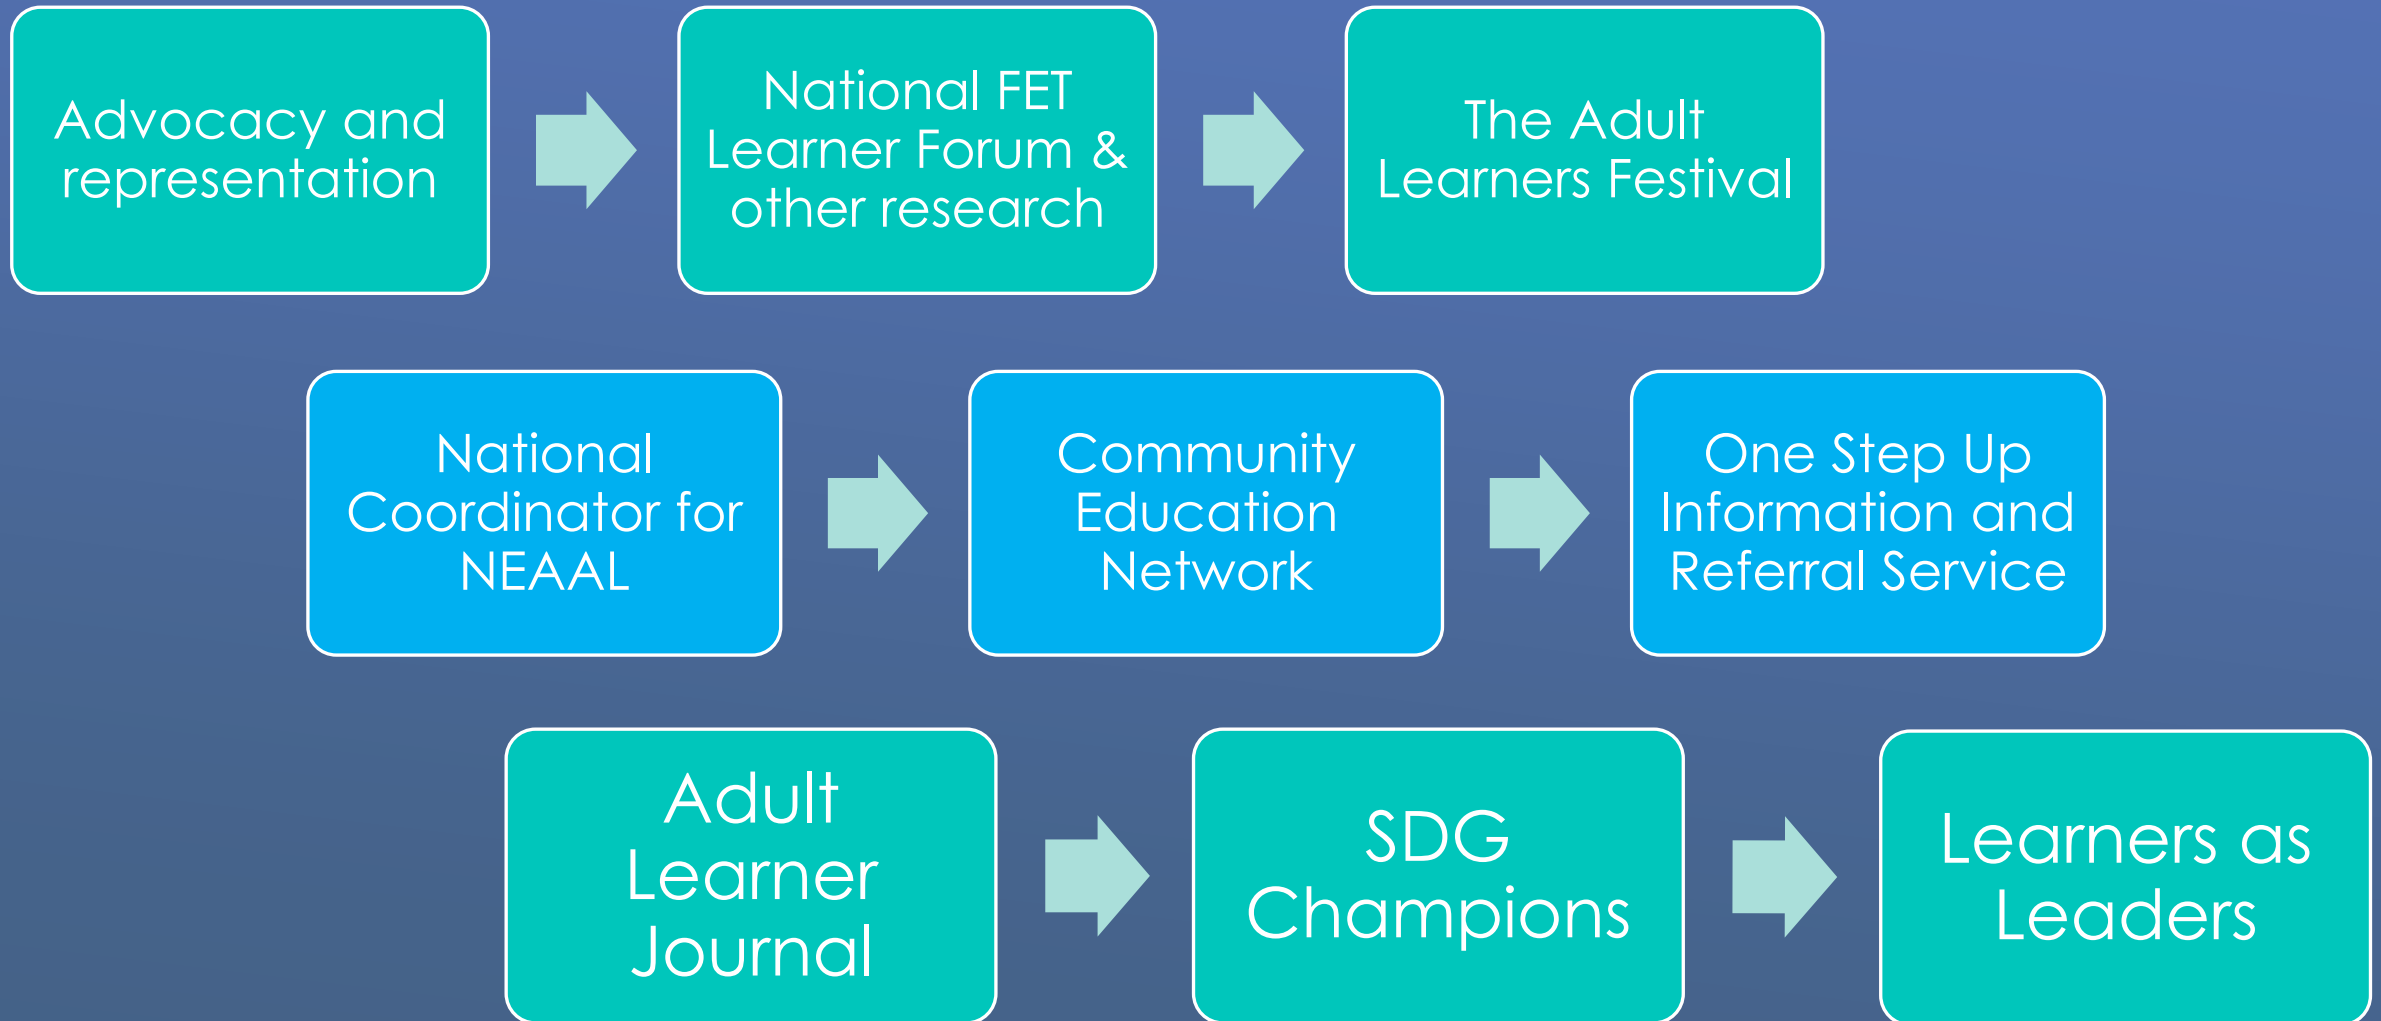 Advocacy and
representation
National FET
Learner Forum &
other research
The Adult
Learners Festival
National
Coordinator for
NEAAL
Community
Education
Network
One Step Up
Information and
Referral Service
Adult
Learner
Journal
SDG
Champions
Learners as
Leaders